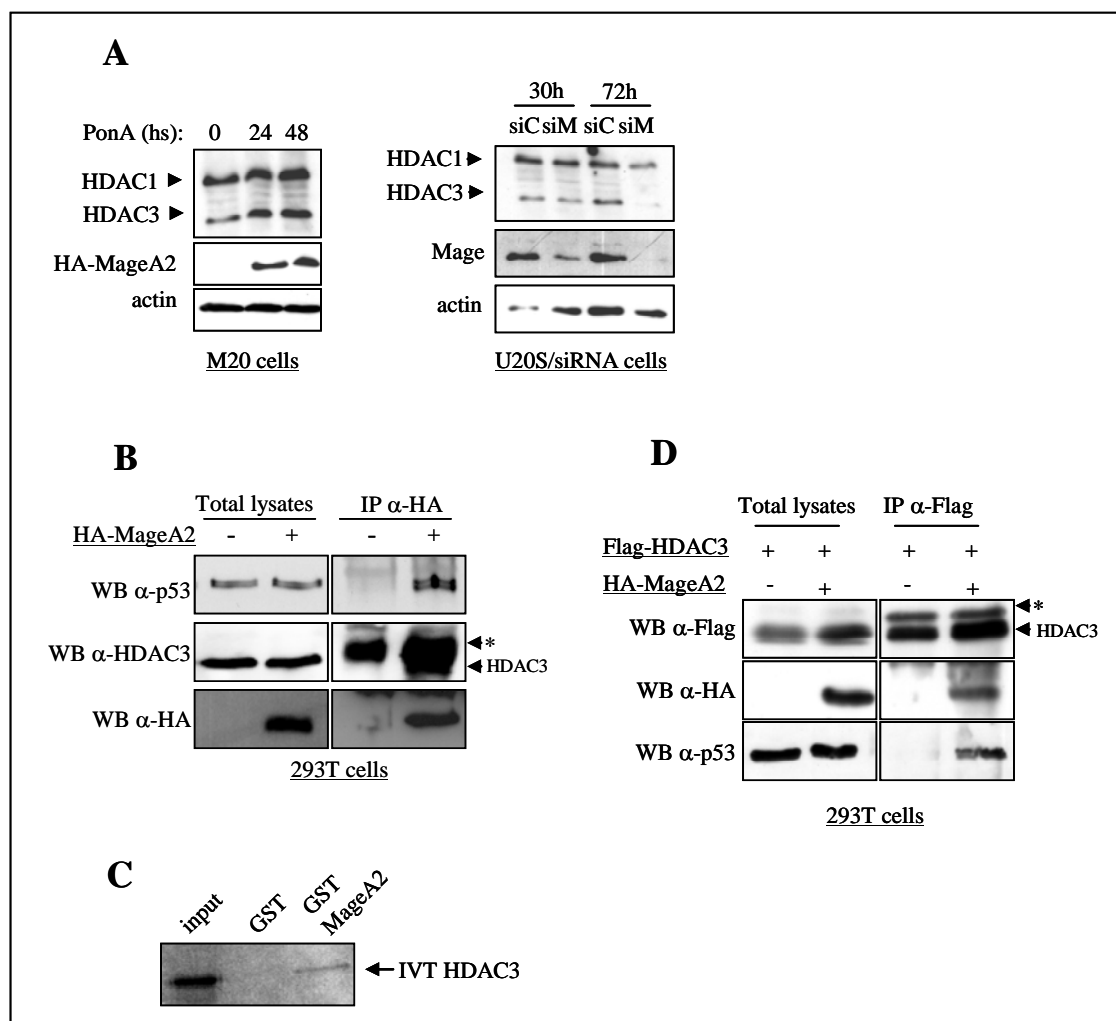 A
PonA (hs): 0 24 48
HDAC1
HDAC3
HA-MageA2
actin
M20 cells
30h 72h
siC siM siC siM
HDAC1
HDAC3
Mage
actin
U20S/siRNA cells
B
Total lysates IP α-HA
HA-MageA2 - + - +
WB α-p53
WB α-HDAC3
*
HDAC3
WB α-HA
293T cells
D
Total lysates IP α-Flag
Flag-HDAC3 + + + +
HA-MageA2 - + - +
WB α-Flag
*
HDAC3
WB α-HA
WB α-p53
293T cells
C
input GST GST
MageA2
IVT HDAC3